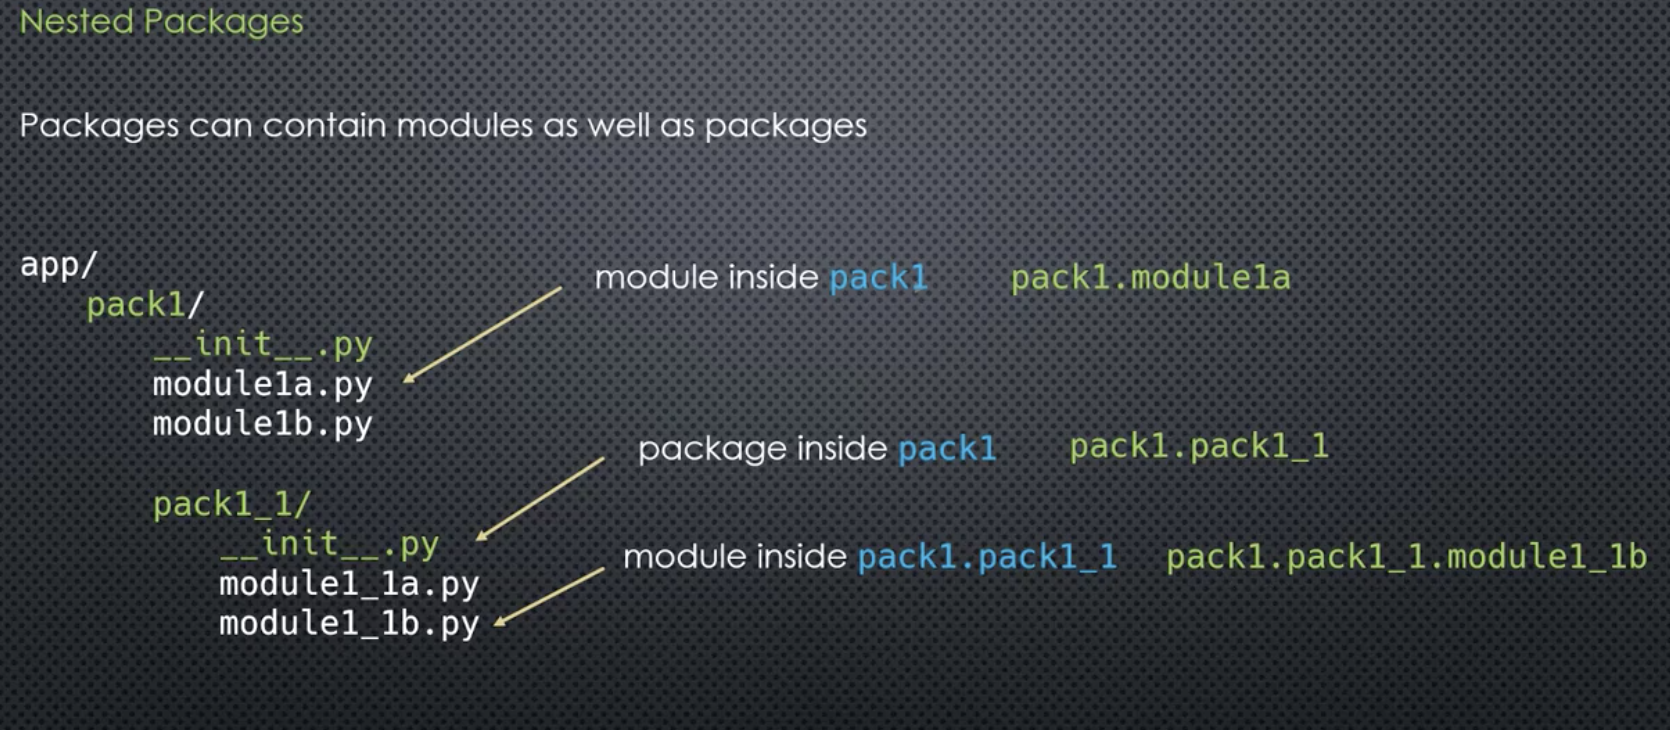 Nested Packages
Packages can contain modules as well as packages
app/
module inside pack1 pack1.module1a
pack1/
__init__.py
module1a.py
module1b.py
package inside pack1 pack1.pack1_1
pack1_1/
__init__.py
module inside pack1.pack1_1 pack1.pack1_1.module1_1b
module1_1a.py
module1_1b.py